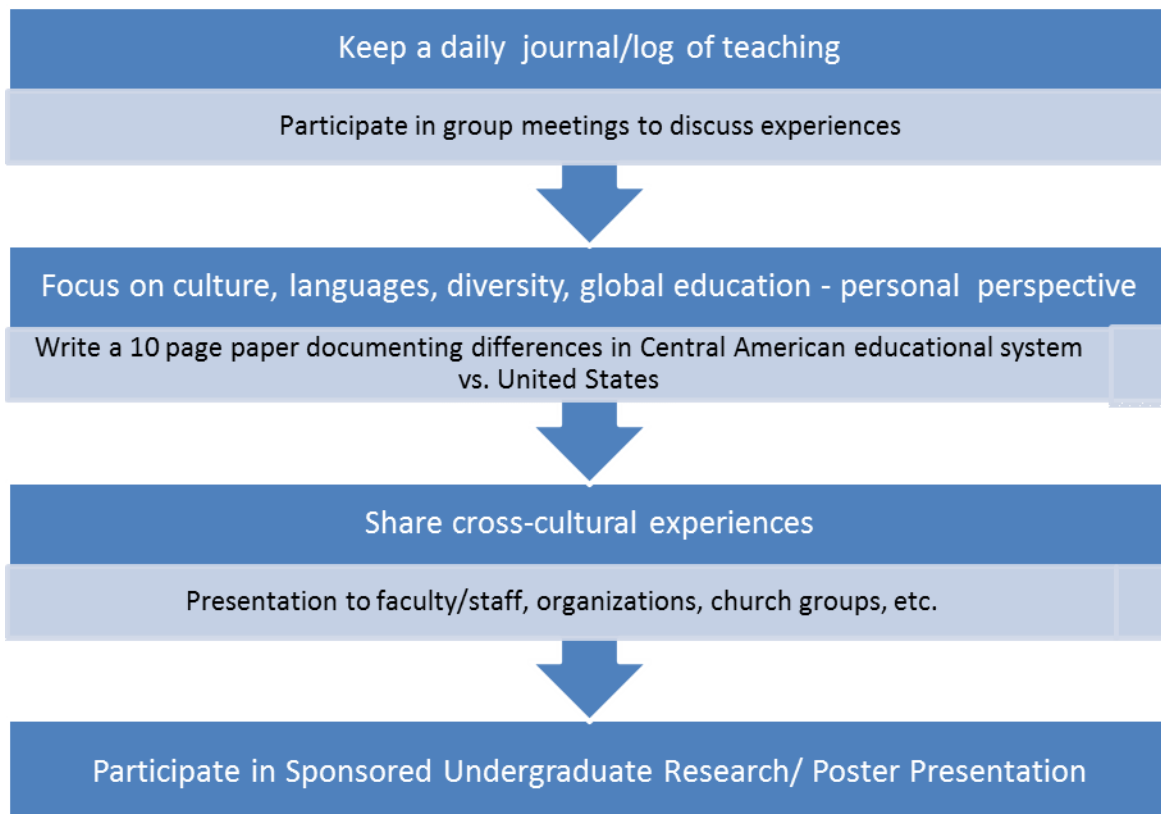 Keep a daily journal/log of teaching
Participate in group meetings to discuss experiences
Focus on culture, languages, diversity, global education - personal perspective
Write a 10 page paper documenting differences in Central American educational system
vs. United States
Share cross-cultural experiences
Presentation to faculty/staff, organizations, church groups, etc.
Participate in Sponsored Undergraduate Research/ Poster Presentation